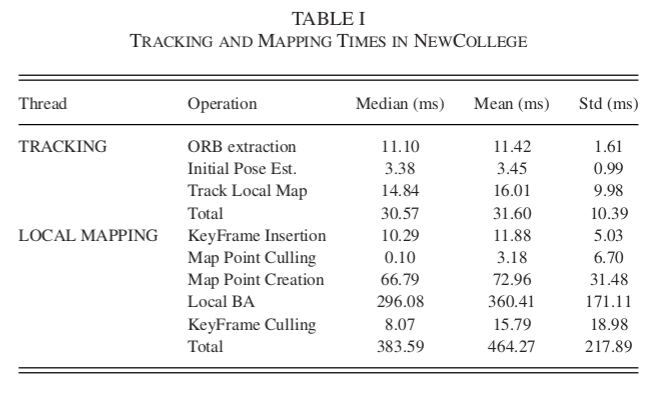 TABLE I
TRACKING AND MAPPING TIMES IN NEWCOLLEGE
Thread Operation Median (ms) Mean (ms) Std (ms)
TRACKING ORB extraction 11.10 11.42 1.61
Initial Pose Est. 3.38 3.45 0.99
Track Local Map 14.84 16.01 9.98
Total 30.57 31.60 10.39
LOCAL MAPPING KeyFrame Insertion 10.29 11.88 5.03
Map Point Culling 0.10 3.18 6.70
Map Point Creation 66.79 72.96 31.48
Local BA 296.08 360.41 171.11
KeyFrame Culling 8.07 15.79 18.98
Total 383.59 464.27 217.89